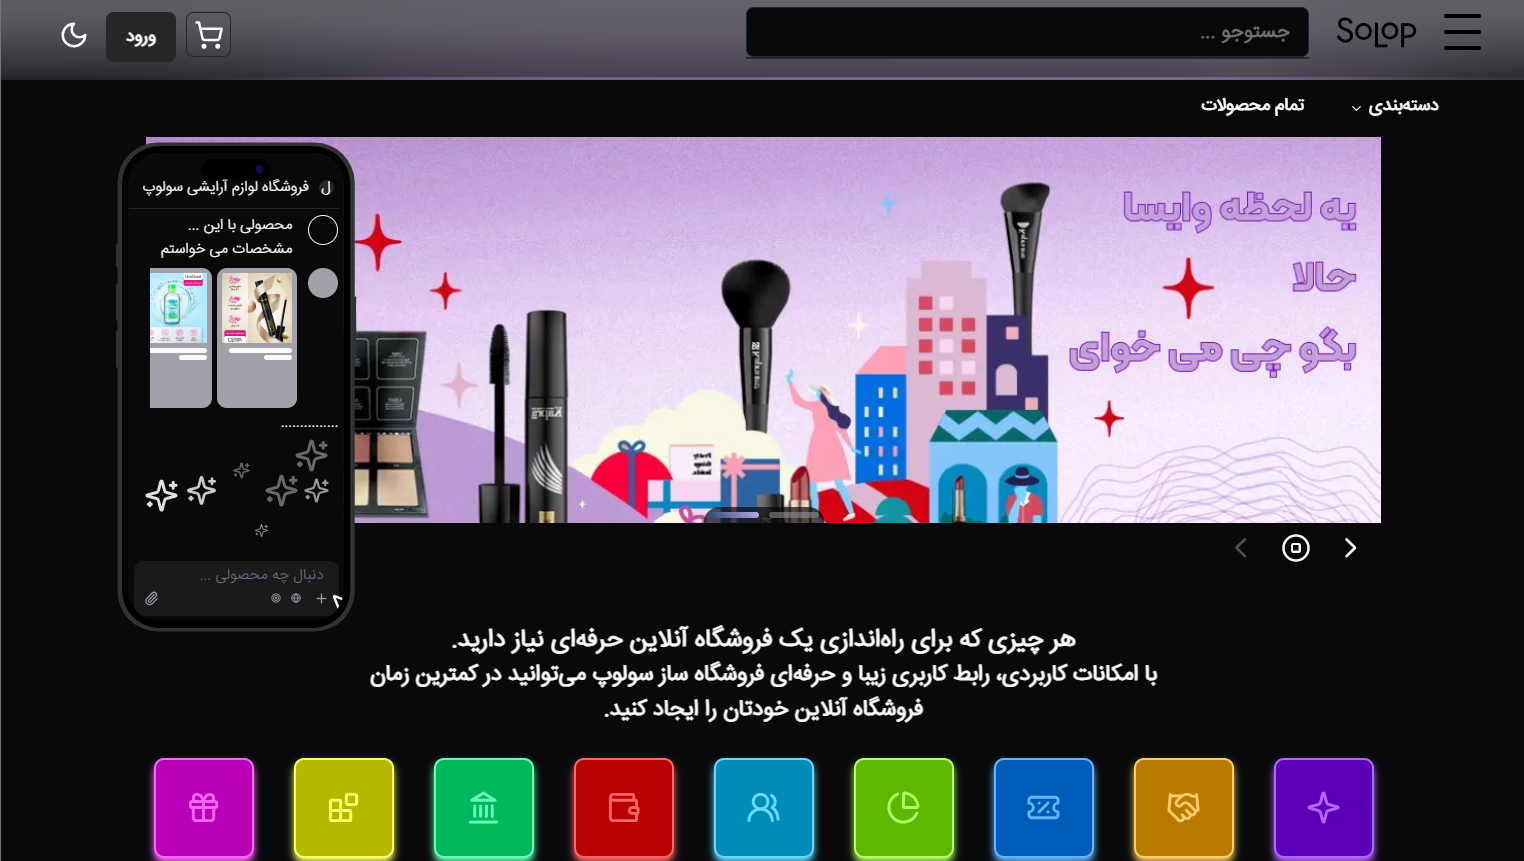 SOLOP
جستوجو ...
ورود
دسته‌بندی
تمام محصولات
یه لحظه وایسا
حالا
بگو چی می خوای
فروشگاه لوازم آرایشی سولوپ
ل
محصولی با این ...
مشخصات می خواستم
...............
دنبال چه محصولی ...
هر چیزی که برای راه‌اندازی یک فروشگاه آنلاین حرفه‌ای نیاز دارید.
با امکانات کاربردی، رابط کاربری زیبا و حرفه‌ای فروشگاه ساز سولوپ می‌توانید در کمترین زمان
فروشگاه آنلاین خودتان را ایجاد کنید.